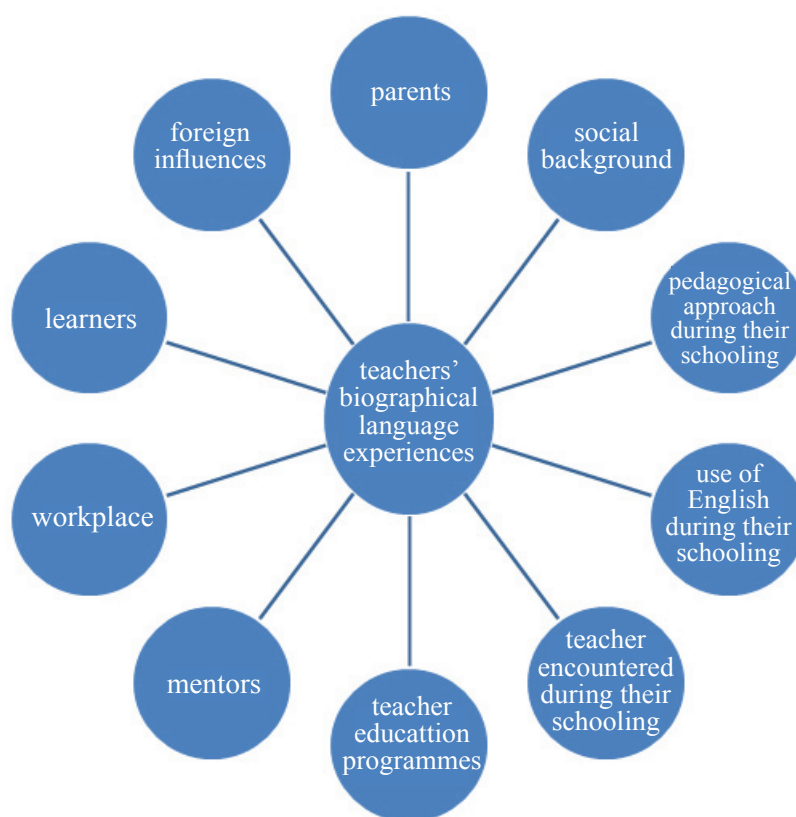 parents
social
background
pedagogical
approach
during their
schooling
use of
English
during their
schooling
teacher
encountered
during their
schooling
teacher
educattion
programmes
mentors
workplace
learners
foreign
influences
teachers’
biographical
language
experiences